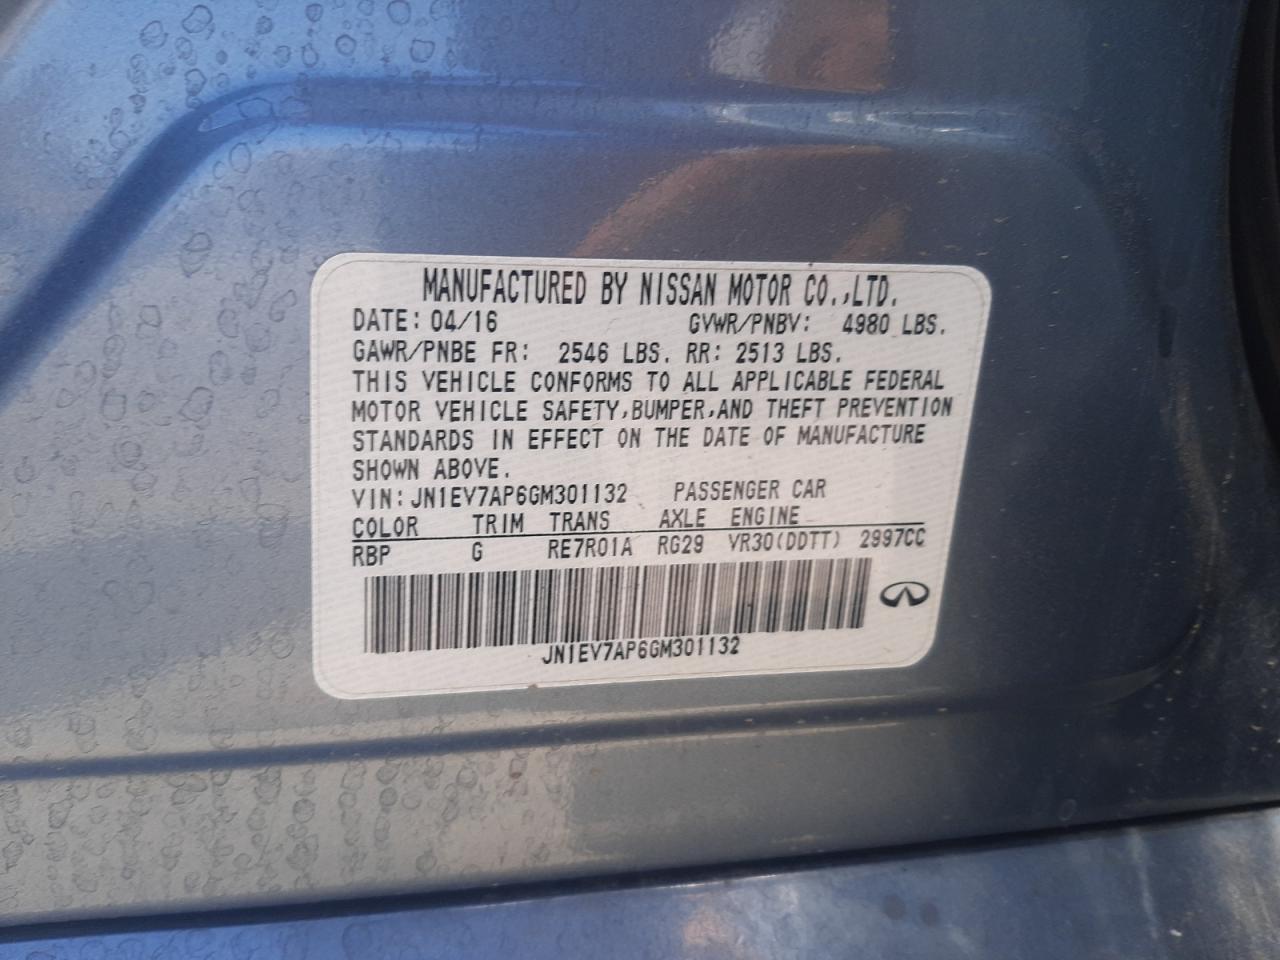 MANUFACTURED BY NISSAN MOTOR CO.,LTD.
DATE: 04/16 GVWR/PNBV: 4980 LBS.
GAWR/PNBE FR: 2546 LBS. RR: 2513 LBS.
THIS VEHICLE CONFORMS TO ALL APPLICABLE FEDERAL
MOTOR VEHICLE SAFETY,BUMPER,AND THEFT PREVENTION
STANDARDS IN EFFECT ON THE DATE OF MANUFACTURE
SHOWN ABOVE.
VIN: JN1EV7AP6GM301132 PASSENGER CAR
COLOR TRIM TRANS AXLE ENGINE
RBP G RE7R01A RG29 VR30(DDTT) 2997CC
JN1EV7AP6GM301132